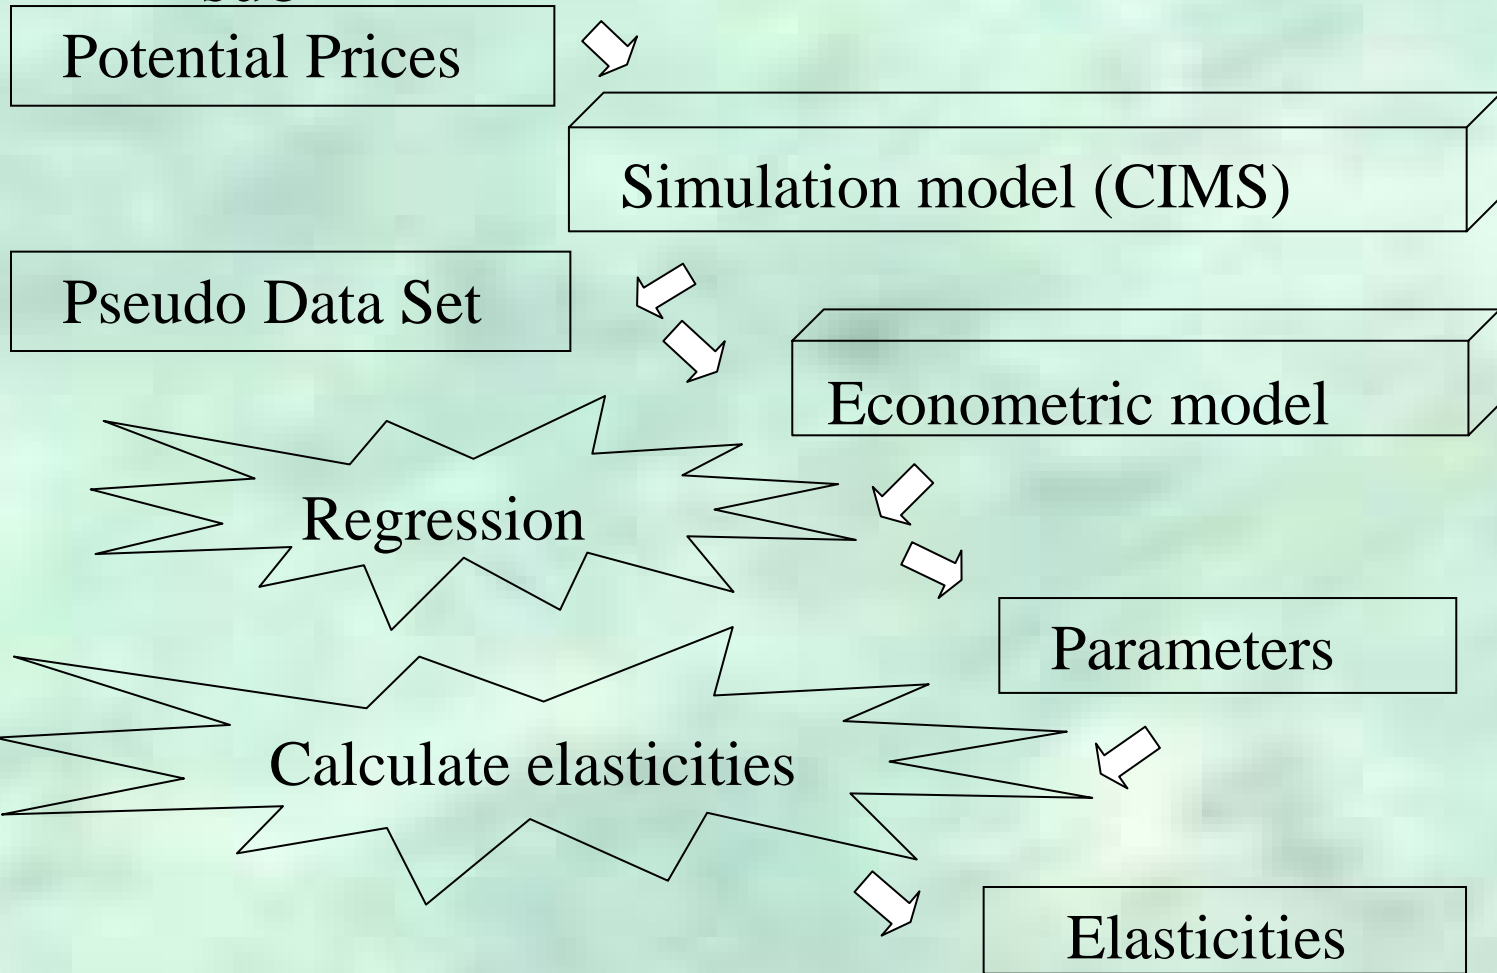 Potential Prices
Simulation model (CIMS)
Pseudo Data Set
Econometric model
Regression
Parameters
Calculate elasticities
Elasticities